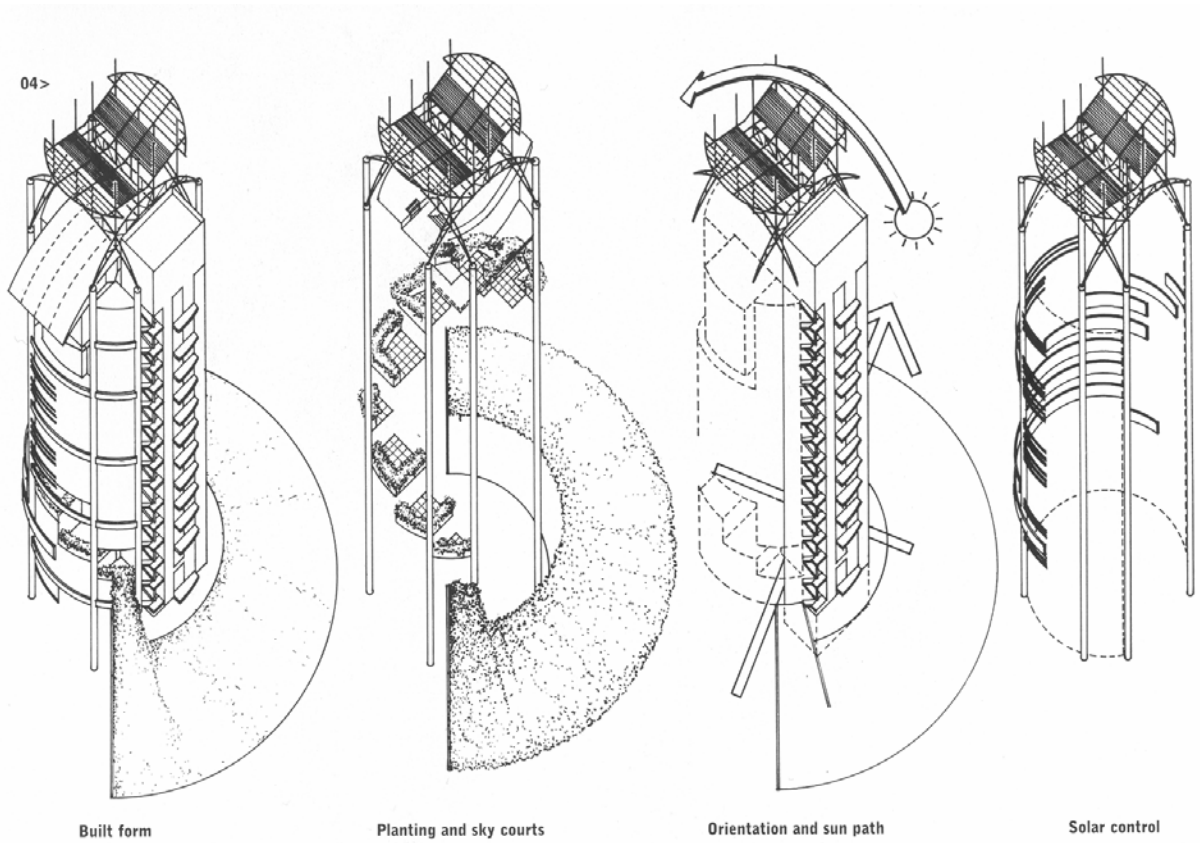 04>
Built form
Planting and sky courts
Orientation and sun path
Solar control